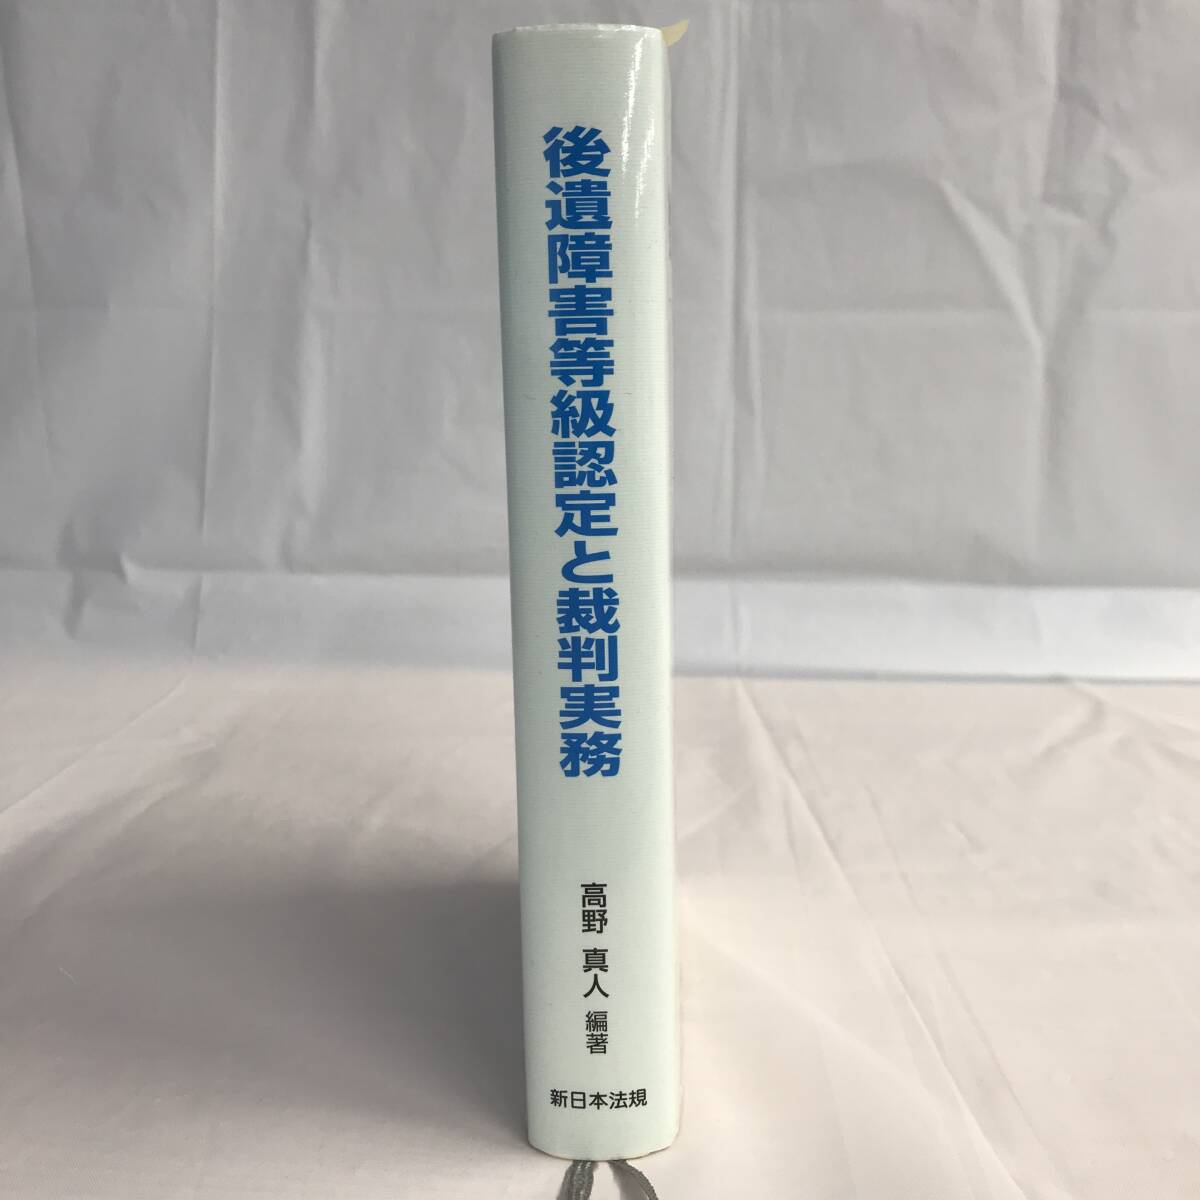 後遺障害等級認定と裁判実務
高野 真人 編著
新日本法規